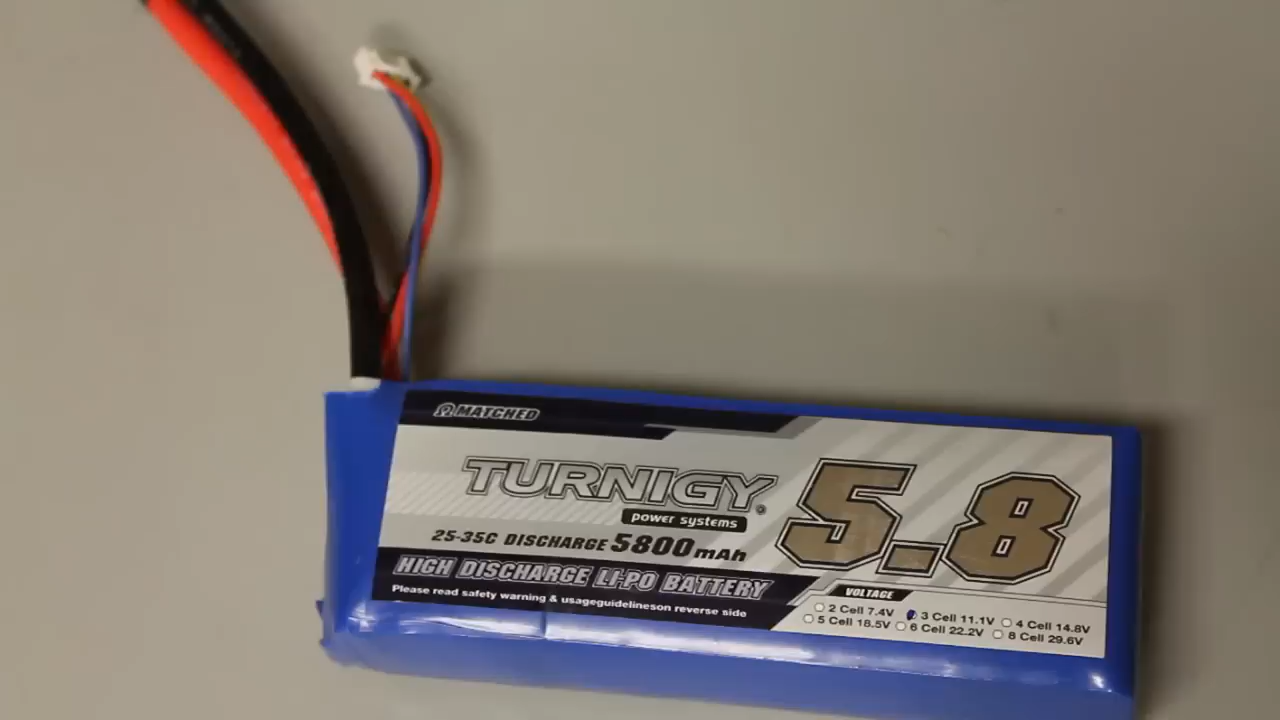 Ω MATCHED
TURNIGY®
power systems
25-35C DISCHARGE 5800mAh
5.8
HIGH DISCHARGE LI-PO BATTERY
Please read safety warning & usageguidelineson reverse side
VOLTAGE
2 Cell 7.4V 3 Cell 11.1V 4 Cell 14.8V
5 Cell 18.5V 6 Cell 22.2V 8 Cell 29.6V